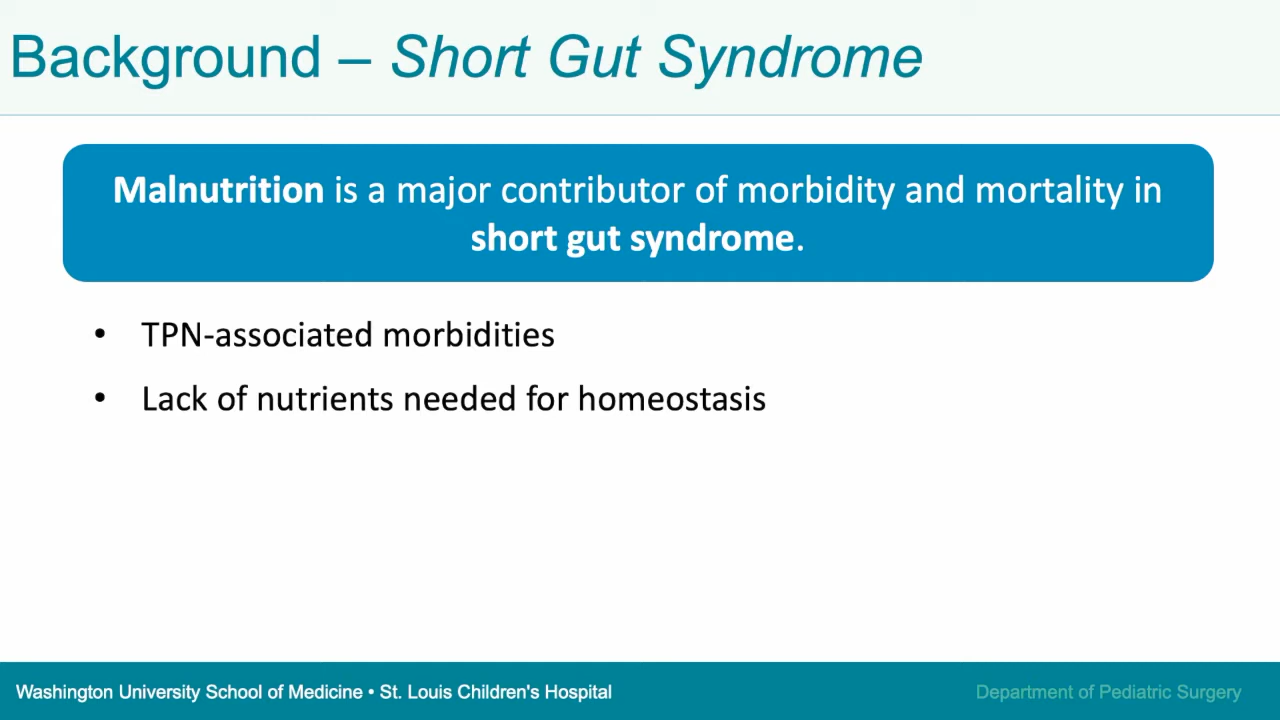 Background – Short Gut Syndrome
Malnutrition is a major contributor of morbidity and mortality in
short gut syndrome.
• TPN-associated morbidities
• Lack of nutrients needed for homeostasis
Washington University School of Medicine • St. Louis Children's Hospital
Department of Pediatric Surgery